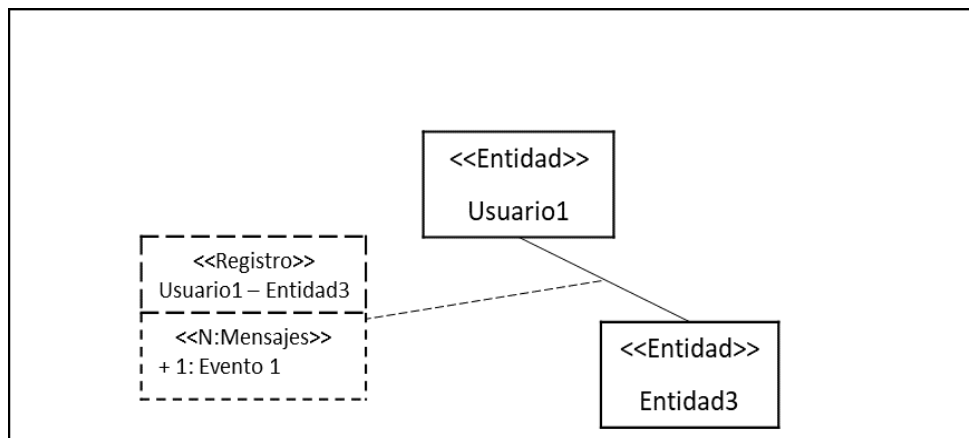 <<Entidad>>
Usuario1
<<Registro>>
Usuario1 – Entidad3
<<N:Mensajes>>
+ 1: Evento 1
<<Entidad>>
Entidad3